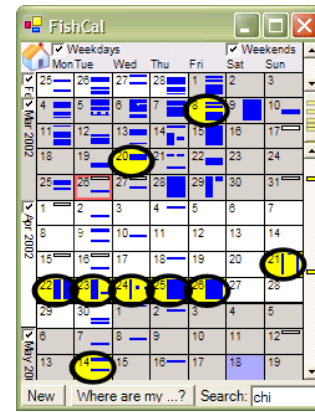 FishCal
Weekdays Weekends
Mon Tue Wed Thu Fri Sat Sun
25 26 27 28 1 2 3
Mar 2002
4 5 6 7 8 9 10
11 12 13 14 15 16 17
18 19 20 21 22 23 24
25 26 27 28 29 30 31
Apr 2002
1 2 3 4 5 6 7
8 9 10 11 12 13 14
15 16 17 18 19 20 21
22 23 24 25 26 27 28
29 30 1 2 3 4 5
May 20
6 7 8 9 10 11 12
13 14 15 16 17 18 19
New Where are my ...? Search: chi